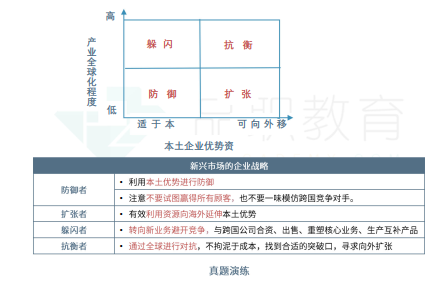 高
躲 闪
抗 衡
产业全球化程度
防 御
扩 张
低
适 于 本
可 向 外 移
本土企业优势资
新兴市场的企业战略
防御者
• 利用本土优势进行防御
• 注意不要试图赢得所有顾客，也不要一味模仿跨国竞争对手。
扩张者
• 有效利用资源向海外延伸本土优势
躲闪者
• 转向新业务避开竞争，与跨国公司合资、出售、重塑核心业务、生产互补产品
抗衡者
• 通过全球进行对抗，不拘泥于成本，找到合适的突破口，寻求向外扩张
真题演练
职教育